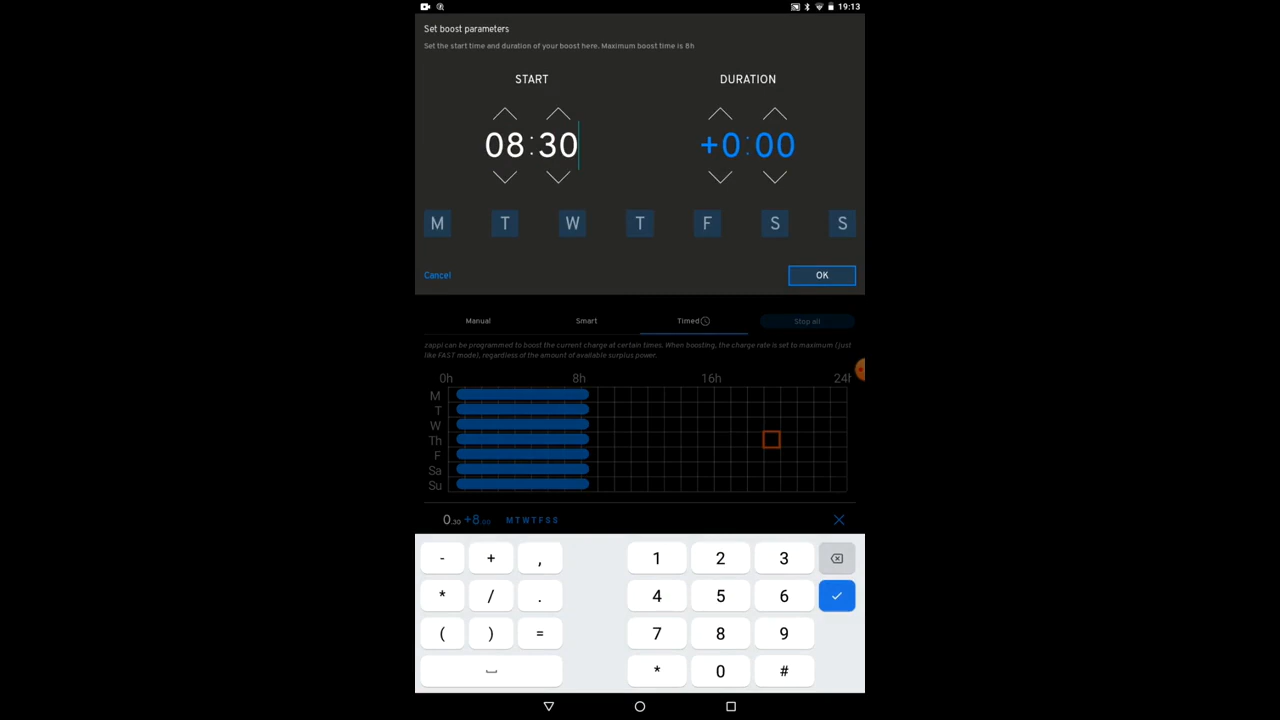 19:13
Set boost parameters
Set the start time and duration of your boost here. Maximum boost time is 8h
START DURATION
08:30 +0:00
M T W T F S S
Cancel OK
Manual Smart Timed Stop all
zappi can be programmed to boost the current charge at certain times. When boosting, the charge rate is set to maximum (just
like FAST mode), regardless of the amount of available surplus power.
0h 8h 16h 24h
M
T
W
Th
F
Sa
Su
0.30 +8.00 M T W T F S S
- + , 1 2 3
* / . 4 5 6
( ) = 7 8 9
* 0 #